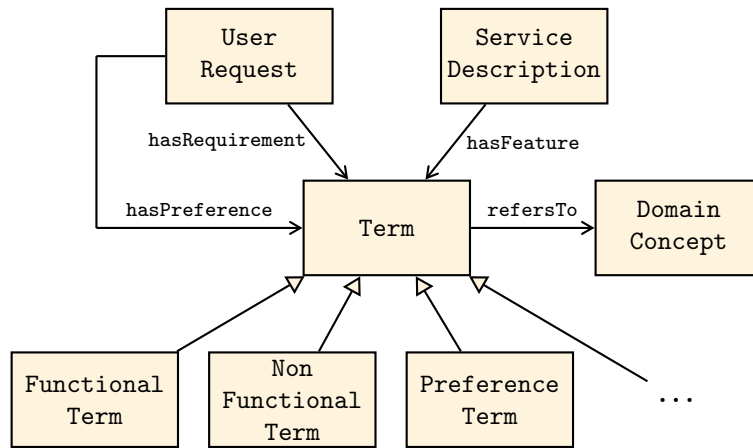 User
Request
Service
Description
hasRequirement
hasFeature
hasPreference
Term
refersTo
Domain
Concept
Functional
Term
Non
Functional
Term
Preference
Term
...